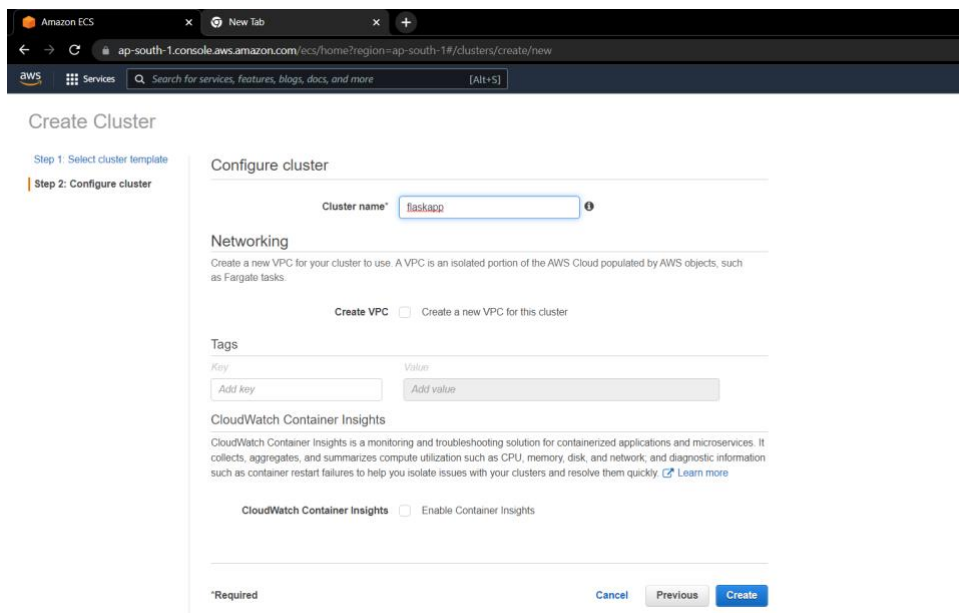 Amazon ECS
New Tab
ap-south-1.console.aws.amazon.com/ecs/home?region=ap-south-1#/clusters/create/new
aws
Services
Search for services, features, blogs, docs, and more
[Alt+S]
Create Cluster
Step 1: Select cluster template
Step 2: Configure cluster
Configure cluster
Cluster name* flaskapp
Networking
Create a new VPC for your cluster to use. A VPC is an isolated portion of the AWS Cloud populated by AWS objects, such
as Fargate tasks.
Create VPC Create a new VPC for this cluster
Tags
Key Value
Add key Add value
CloudWatch Container Insights
CloudWatch Container Insights is a monitoring and troubleshooting solution for containerized applications and microservices. It
collects, aggregates, and summarizes compute utilization such as CPU, memory, disk, and network; and diagnostic information
such as container restart failures to help you isolate issues with your clusters and resolve them quickly. Learn more
CloudWatch Container Insights Enable Container Insights
*Required Cancel Previous Create